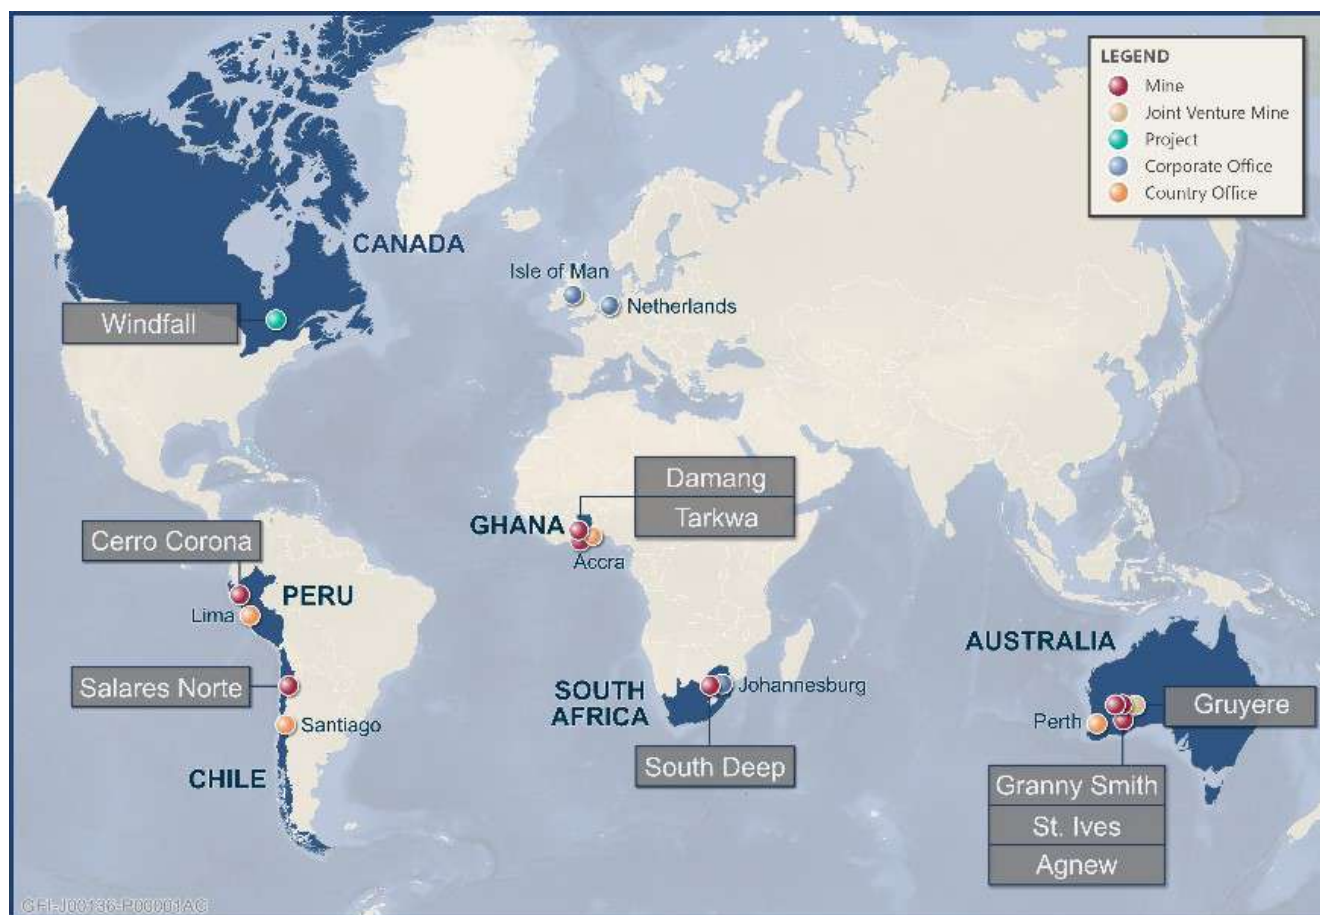 LEGEND
Mine
Joint Venture Mine
Project
Corporate Office
Country Office
CANADA
Isle of Man
Netherlands
Windfall
Damang
Tarkwa
GHANA
Accra
Cerro Corona
PERU
Lima
AUSTRALIA
Salares Norte
SOUTH
AFRICA
Johannesburg
Gruyere
Perth
Santiago
South Deep
CHILE
Granny Smith
St. Ives
Agnew
GFI-J00136-P00001AG